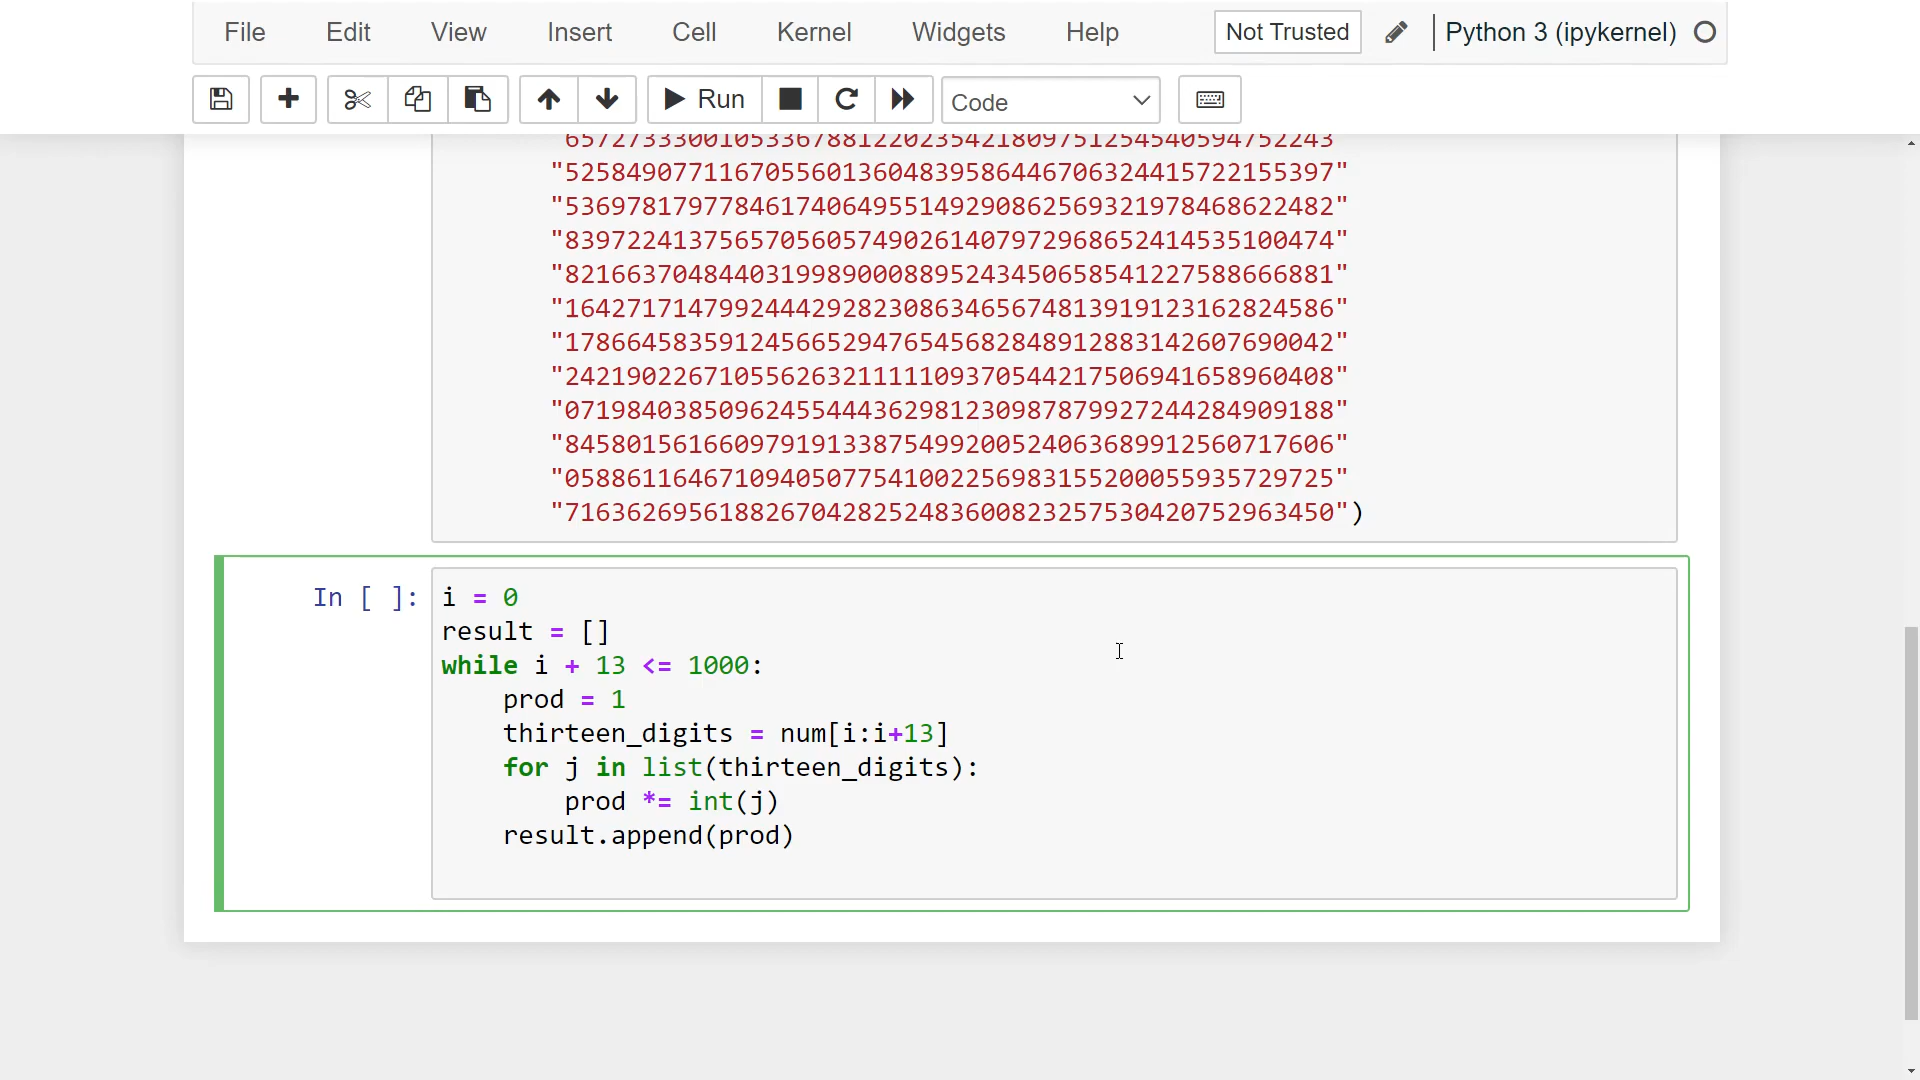 File Edit View Insert Cell Kernel Widgets Help Not Trusted Python 3 (ipykernel)
Run Code
65727333001053367881220235421809751254540594752243
"52584907711670556013604839586446706324415722155397"
"53697817977846174064955149290862569321978468622482"
"83972241375657056057490261407972968652414535100474"
"82166370484403199890008895243450658541227588666881"
"16427171479924442928230863465674813919123162824586"
"17866458359124566529476545682848912883142607690042"
"24219022671055626321111109370544217506941658960408"
"07198403850962455444362981230987879927244284909188"
"84580156166097919133875499200524063689912560717606"
"05886116467109405077541002256983155200055935729725"
"71636269561882670428252483600823257530420752963450")
In [ ]: i = 0
result = []
while i + 13 <= 1000:
prod = 1
thirteen_digits = num[i:i+13]
for j in list(thirteen_digits):
prod *= int(j)
result.append(prod)